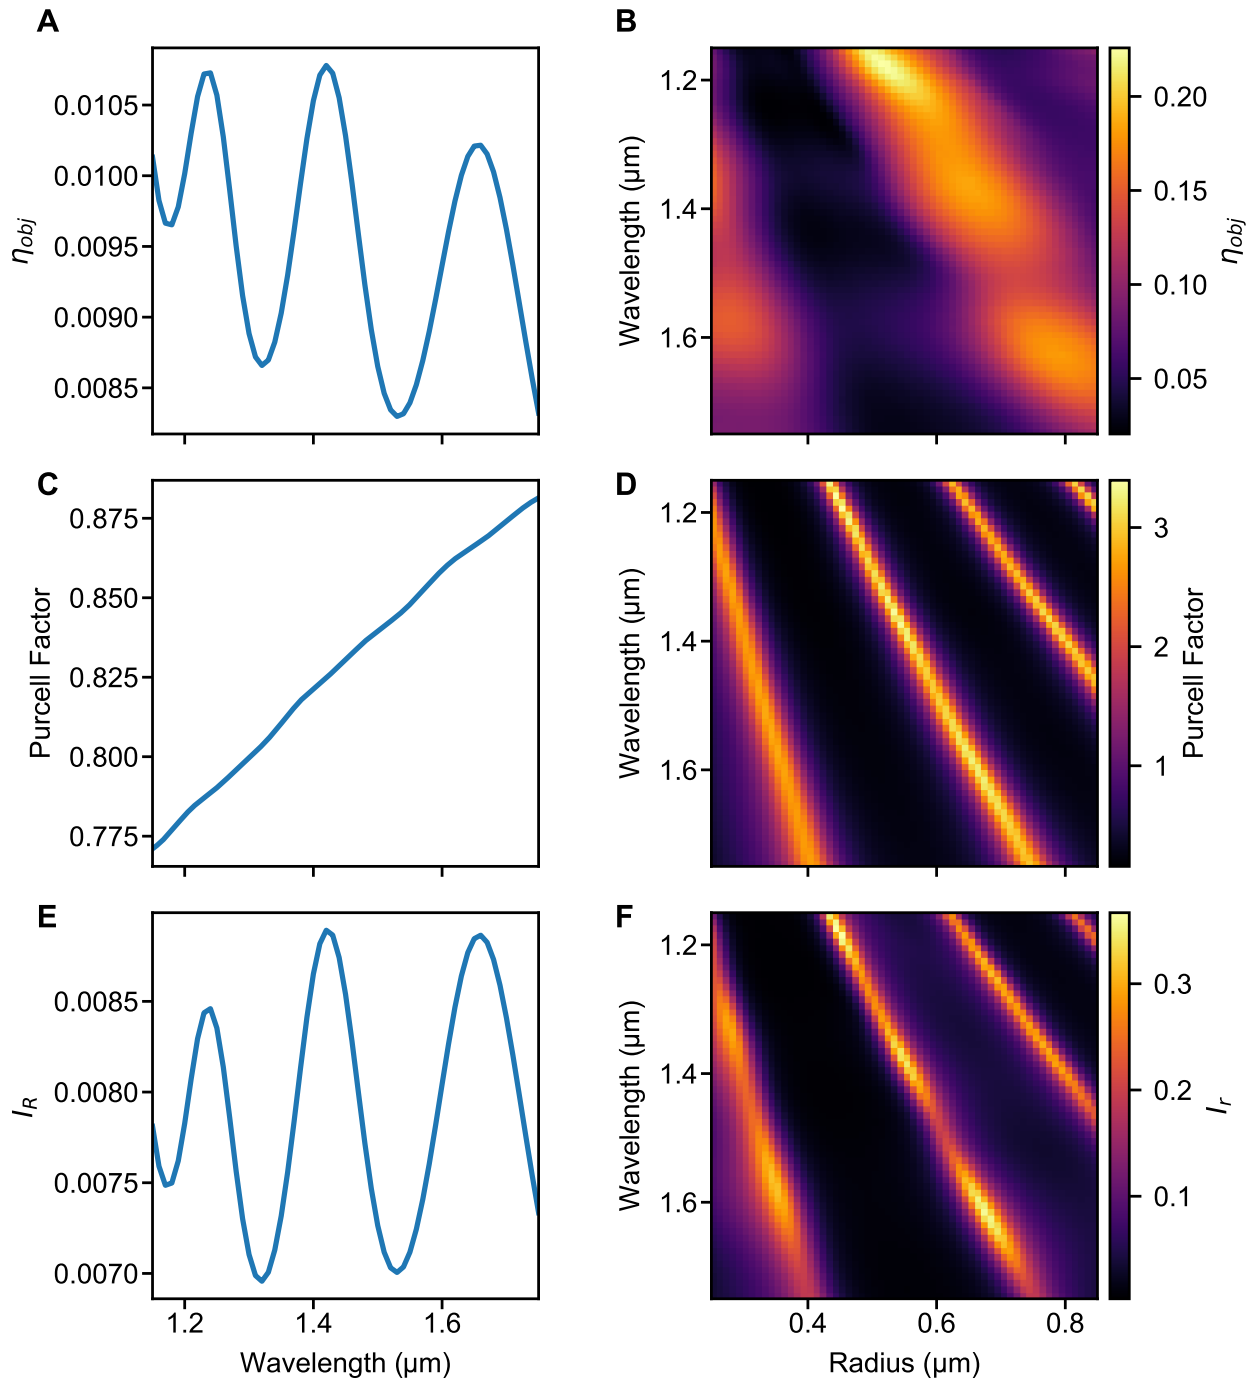 A
0.0105
0.0100
0.0095
0.0090
0.0085
η_obj
B
1.2
1.4
1.6
Wavelength (μm)
0.20
0.15
0.10
0.05
η_obj
C
0.875
0.850
0.825
0.800
0.775
Purcell Factor
D
1.2
1.4
1.6
Wavelength (μm)
3
2
1
Purcell Factor
E
0.0085
0.0080
0.0075
0.0070
I_R
1.2 1.4 1.6
Wavelength (μm)
F
1.2
1.4
1.6
Wavelength (μm)
0.3
0.2
0.1
I_r
0.4 0.6 0.8
Radius (μm)